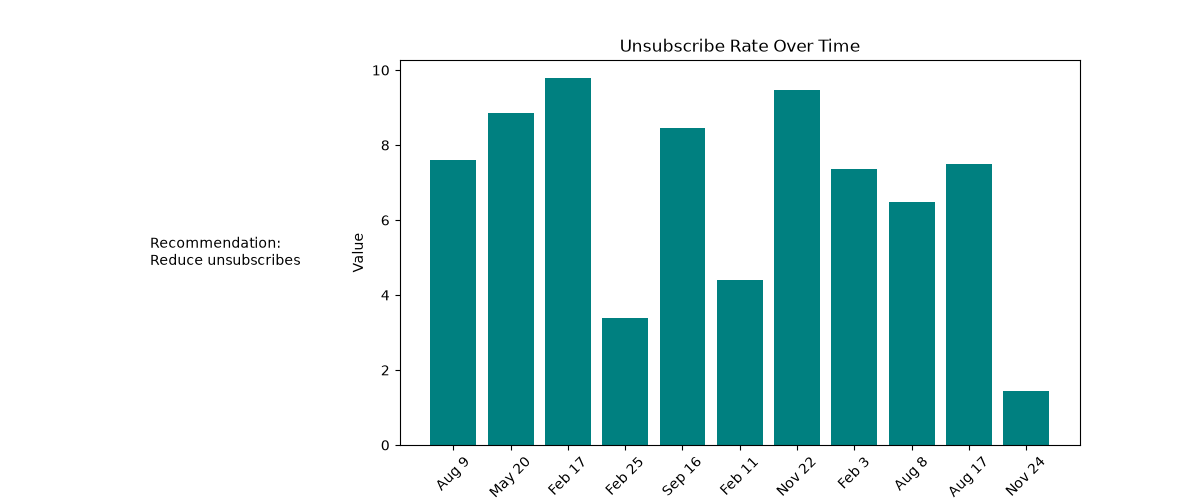 Unsubscribe Rate Over Time
Recommendation:
Reduce unsubscribes
Value
10
8
6
4
2
0
Aug 9
May 20
Feb 17
Feb 25
Sep 16
Feb 11
Nov 22
Feb 3
Aug 8
Aug 17
Nov 24